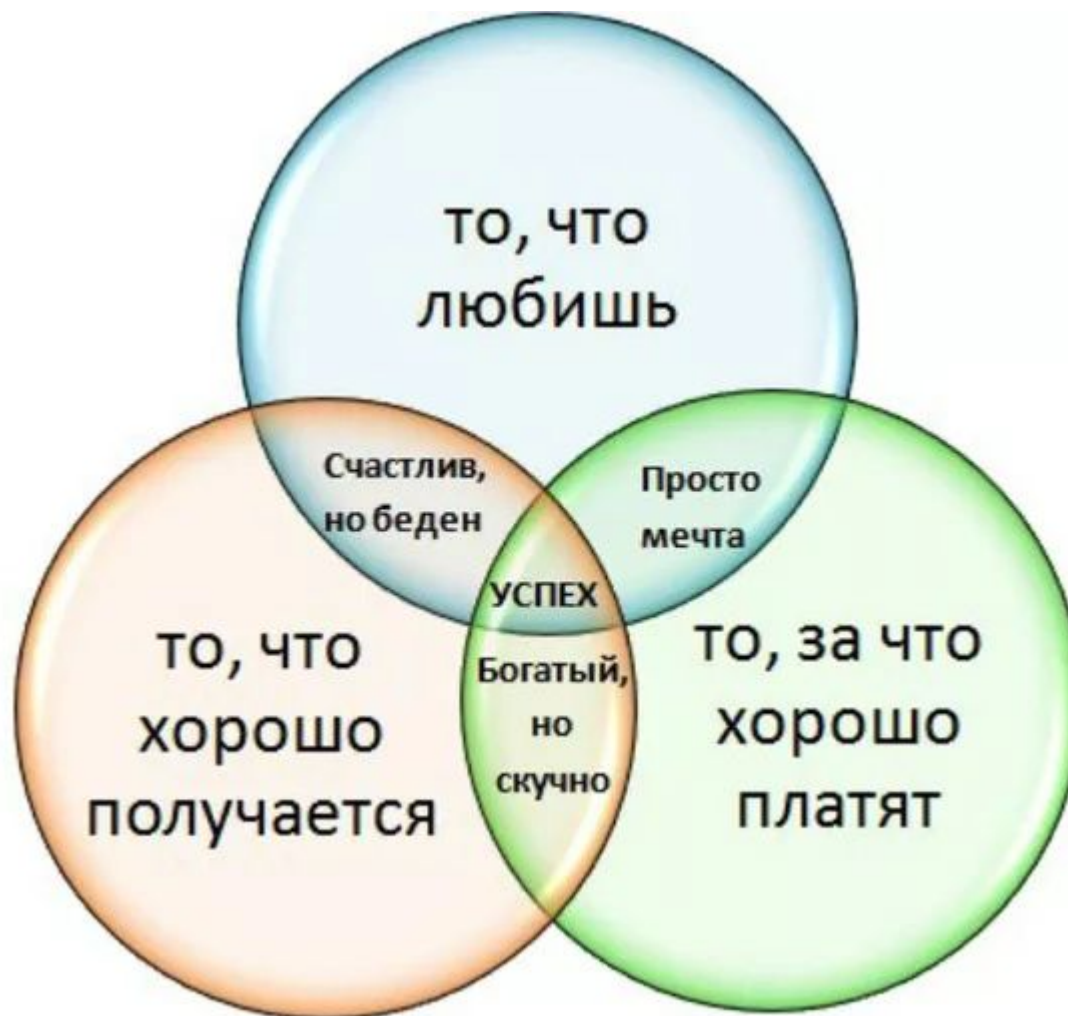 то, что
любишь
Счастлив,
но беден
Просто
мечта
УСПЕХ
то, что
хорошо
получается
Богатый,
но
скучно
то, за что
хорошо
платят